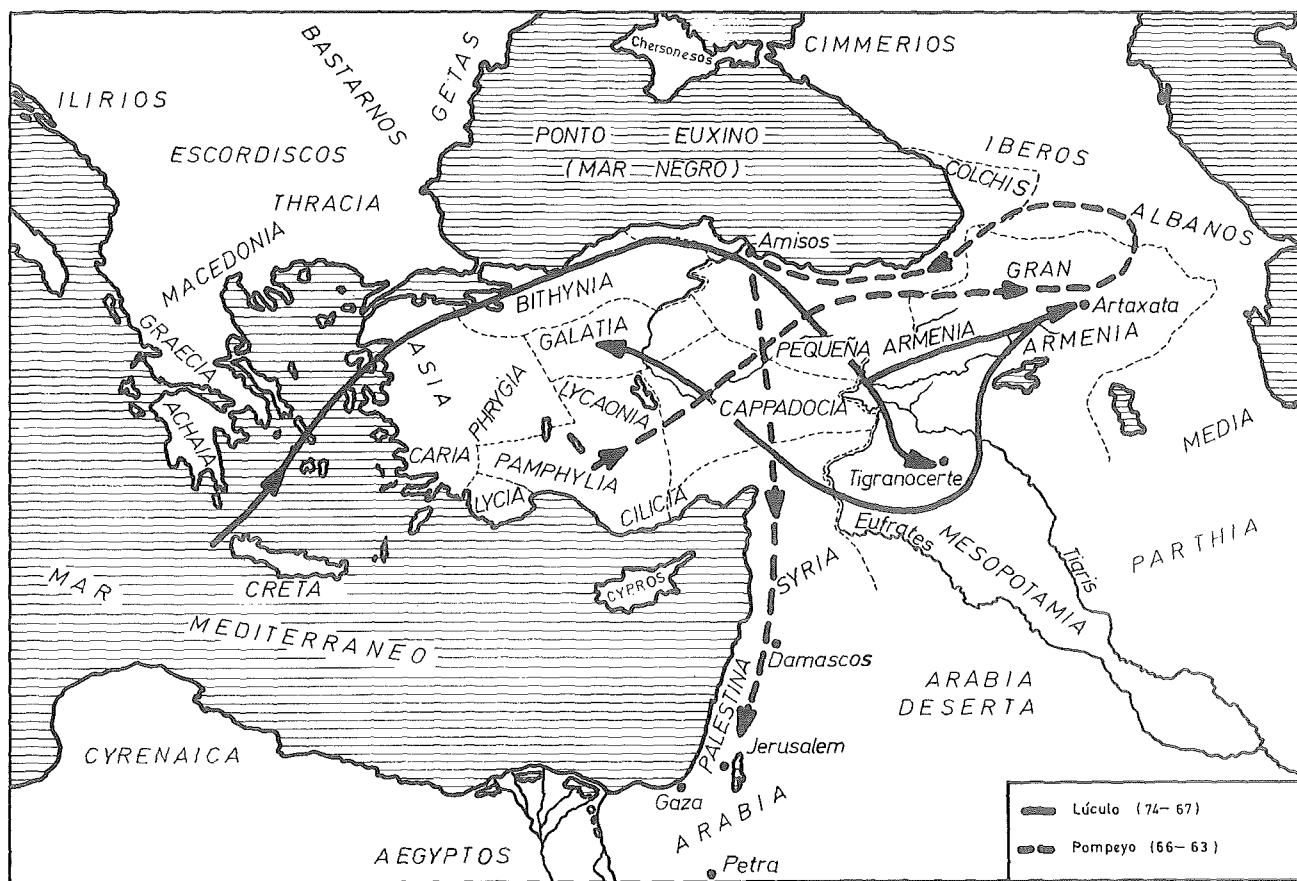 CIMMERIOS
Chersonesos
BASTARNOS
GETAS
ILIRIOS
ESCORDISCOS
THRACIA
PONTO EUXINO
(MAR NEGRO)
IBEROS
COLCHIS
ALBANOS
MACEDONIA
Amisos
GRAN
ARMENIA
Artaxata
BITHYNIA
GALATIA
PEQUEÑA ARMENIA
GRAECIA
ACHAIA
ASIA
PHRYGIA
LYCAONIA
CAPPADOCIA
MEDIA
CARIA
PAMPHYLIA
LYCIA
CILICIA
Tigranocerte
Eufrates
MESOPOTAMIA
Tigris
PARTHIA
SYRIA
CRETA
CYPROS
MAR
MEDITERRANEO
Damascos
PALESTINA
ARABIA
DESERTA
CYRENAICA
Jerusalem
Gaza
ARABIA
AEGYPTOS
Petra
Lúculo (74-67)
Pompeyo (66-63)